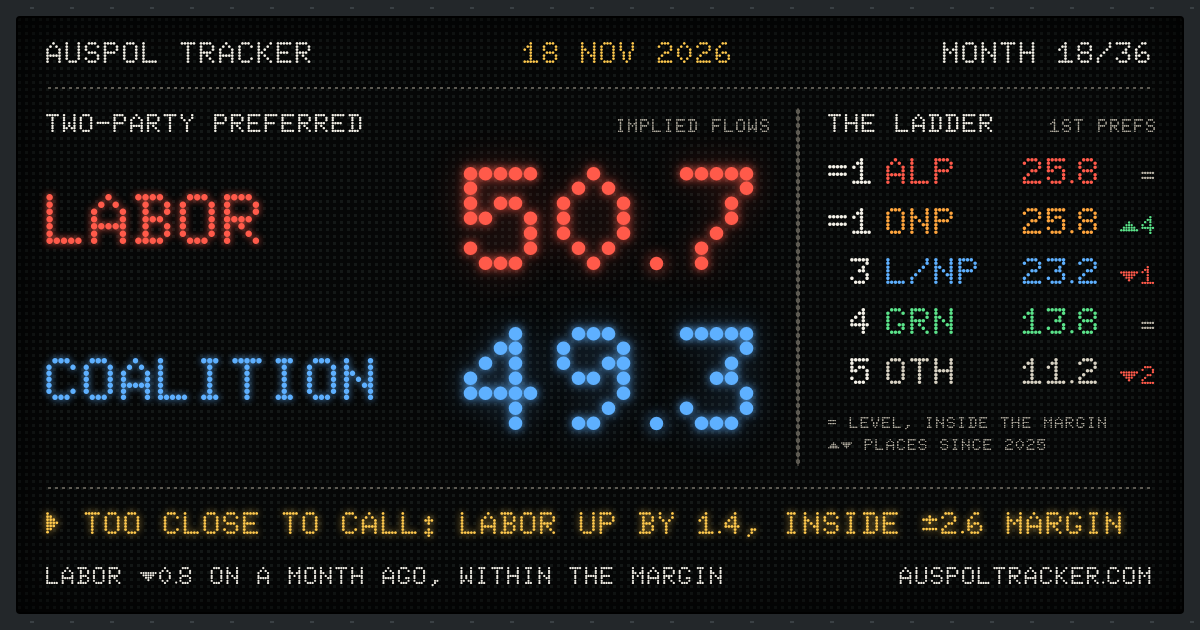 AUSPOL TRACKER 18 NOV 2026 MONTH 18/36
TWO-PARTY PREFERRED IMPLIED FLOWS
LABOR 50.7
COALITION 49.3
THE LADDER 1ST PREFS
=1 ALP 25.8 =
=1 ONP 25.8 ▲4
3 L/NP 23.2 ▼1
4 GRN 13.8 =
5 OTH 11.2 ▼2
= LEVEL, INSIDE THE MARGIN
▲▼ PLACES SINCE 2025
▶ TOO CLOSE TO CALL: LABOR UP BY 1.4, INSIDE ±2.6 MARGIN
LABOR ▼0.8 ON A MONTH AGO, WITHIN THE MARGIN AUSPOLTRACKER.COM